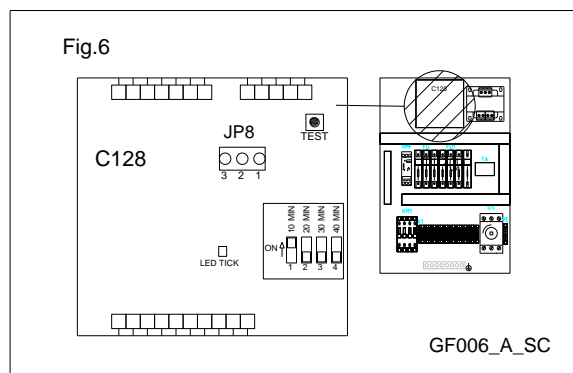 Fig.6
C128
JP8
3 2 1
TEST
LED TICK
ON
10 MIN
20 MIN
30 MIN
40 MIN
1 2 3 4
C128
GF006_A_SC